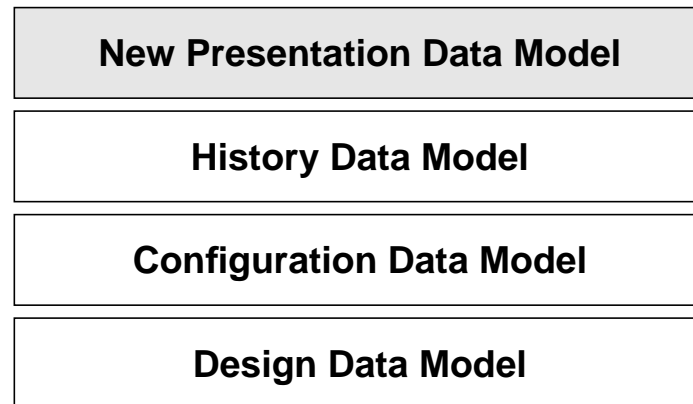 New Presentation Data Model
History Data Model
Configuration Data Model
Design Data Model